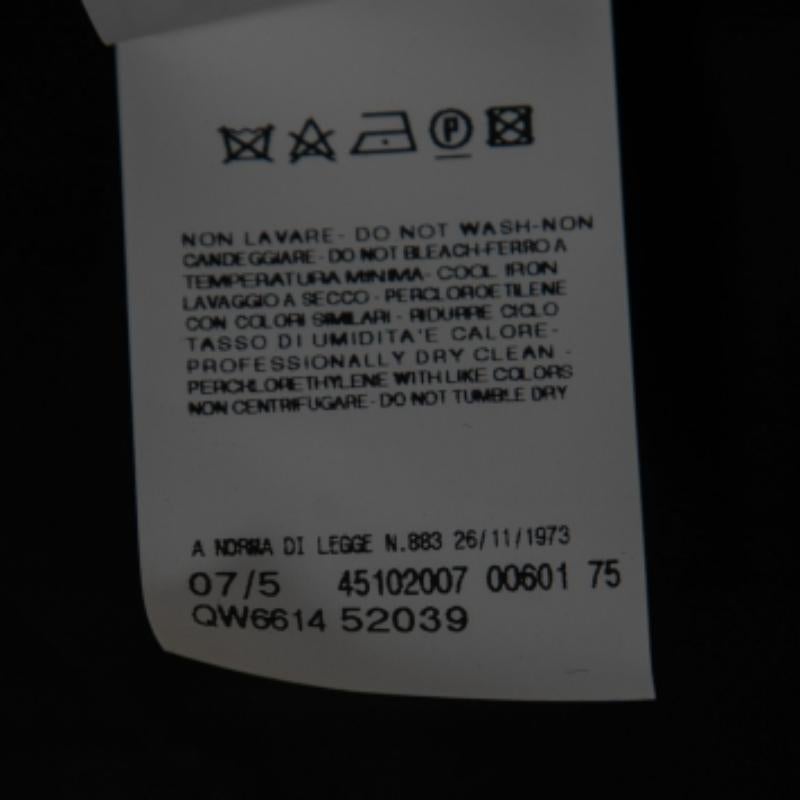 P
NON LAVARE - DO NOT WASH-NON
CANDEGGIARE - DO NOT BLEACH-FERRO A
TEMPERATURA MINIMA - COOL IRON
LAVAGGIO A SECCO - PERCLOROETILENE
CON COLORI SIMILARI - RIDURRE CICLO
TASSO DI UMIDITA'E CALORE -
PROFESSIONALLY DRY CLEAN -
PERCHLORETHYLENE WITH LIKE COLORS
NON CENTRIFUGARE - DO NOT TUMBLE DRY
A NORMA DI LEGGE N.883 26/11/1973
07/5 45102007 00601 75
QW6614 52039